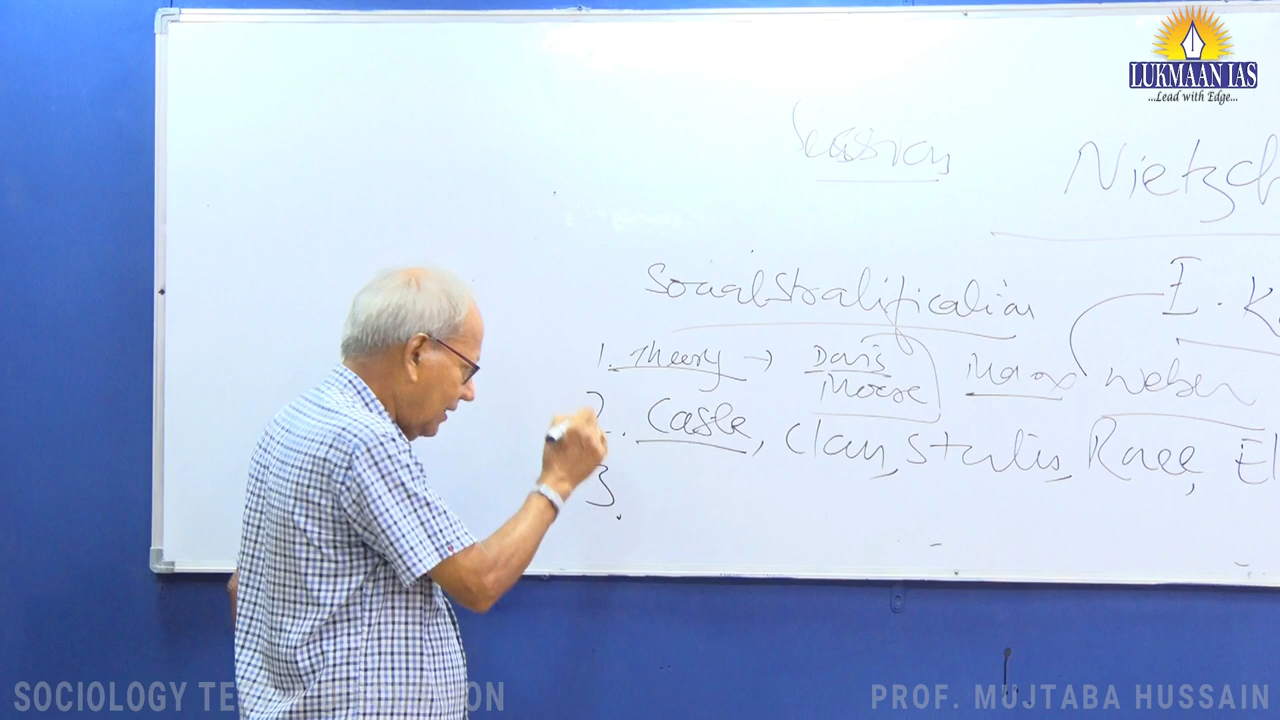 LUKMAAN IAS
...Lead with Edge...
Session
Nietzch
Social Stratification
E. K
1. Theory → Davis Moore Marx Weber
2. Caste, Class, Status, Race, E
3.
SOCIOLOGY TE ON
PROF. MUJTABA HUSSAIN